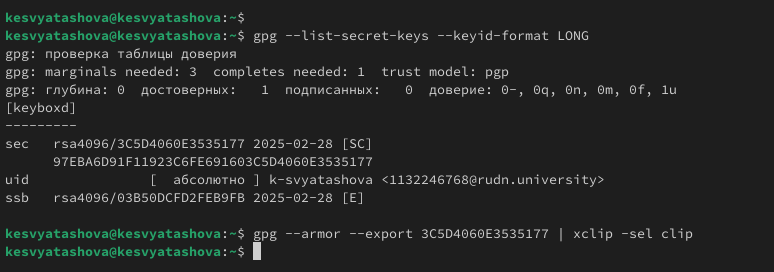 kesvyatashova@kesvyatashova:~$
kesvyatashova@kesvyatashova:~$ gpg --list-secret-keys --keyid-format LONG
gpg: проверка таблицы доверия
gpg: marginals needed: 3  completes needed: 1  trust model: pgp
gpg: глубина: 0  достоверных:   1  подписанных:   0  доверие: 0-, 0q, 0n, 0m, 0f, 1u
[keyboxd]
---------
sec   rsa4096/3C5D4060E3535177 2025-02-28 [SC]
      97EBA6D91F11923C6FE691603C5D4060E3535177
uid               [  абсолютно ] k-svyatashova <1132246768@rudn.university>
ssb   rsa4096/03B50DCFD2FEB9FB 2025-02-28 [E]
kesvyatashova@kesvyatashova:~$ gpg --armor --export 3C5D4060E3535177 | xclip -sel clip
kesvyatashova@kesvyatashova:~$